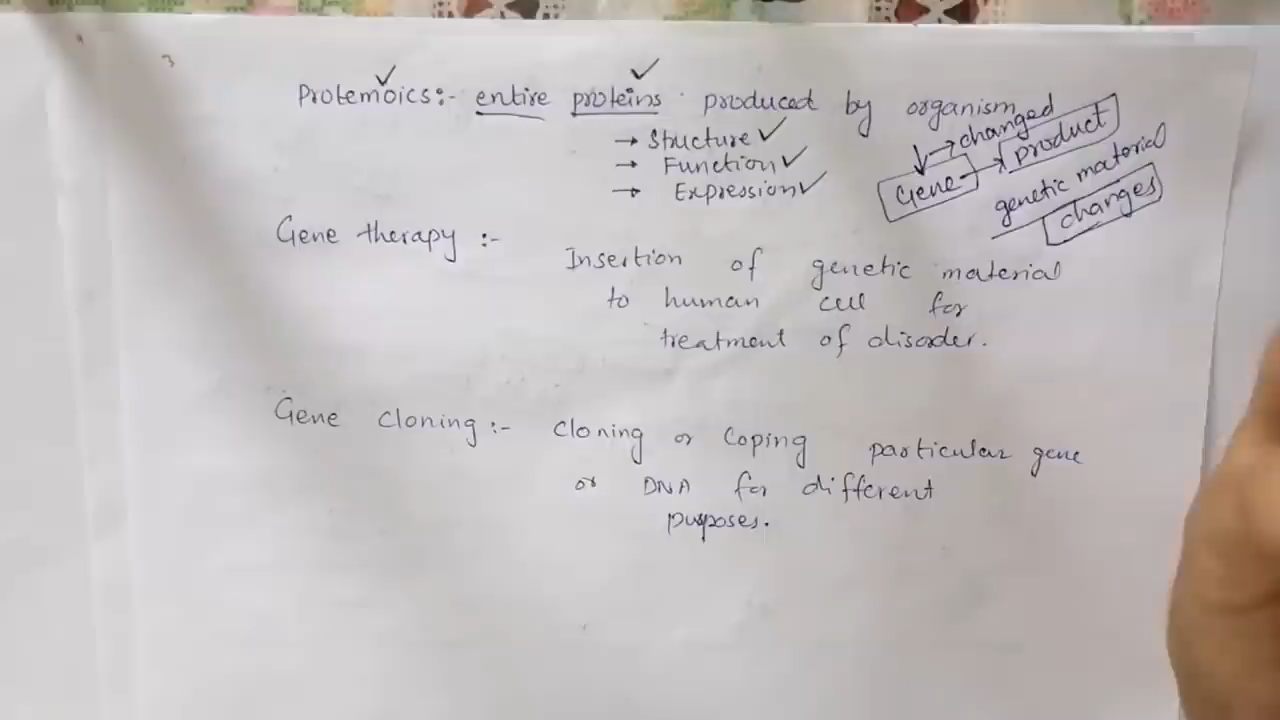 Protemoics:- entire proteins produced by organism
→ Structure ✓
→ Function ✓
→ Expression ✓
→ changed
Gene → product
genetic material
changes
Gene therapy :- Insertion of genetic material
to human cell for
treatment of disorder.
Gene cloning :- Cloning or Coping particular gene
or DNA for different
purposes.